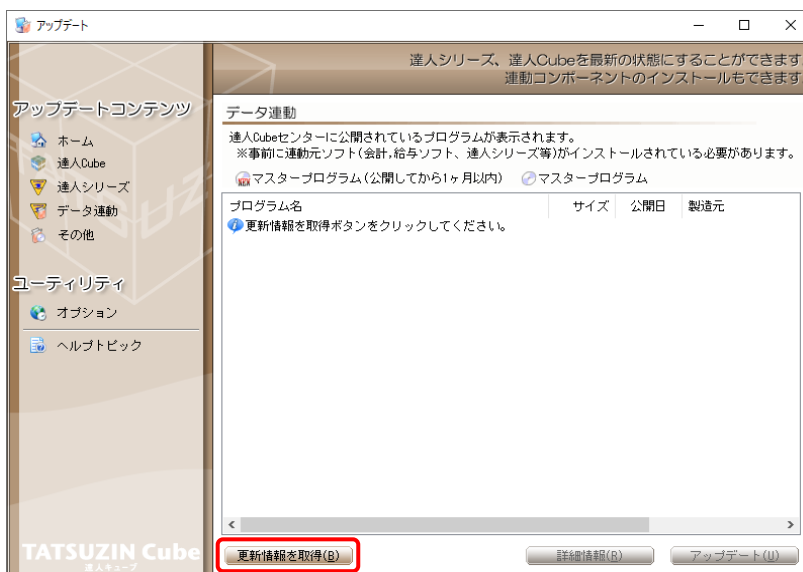 アップデート
達人シリーズ、達人Cubeを最新の状態にすることができます
連動コンポーネントのインストールもできます
アップデートコンテンツ
ホーム
達人Cube
達人シリーズ
データ連動
その他
ユーティリティ
オプション
ヘルプトピック
TATSUZIN Cube
達人キューブ
データ連動
達人Cubeセンターに公開されているプログラムが表示されます。
※事前に連動元ソフト(会計,給与ソフト、達人シリーズ等)がインストールされている必要があります。
マスタープログラム(公開してから1ヶ月以内) マスタープログラム
プログラム名 サイズ 公開日 製造元
更新情報を取得ボタンをクリックしてください。
更新情報を取得(B) 詳細情報(R) アップデート(U)